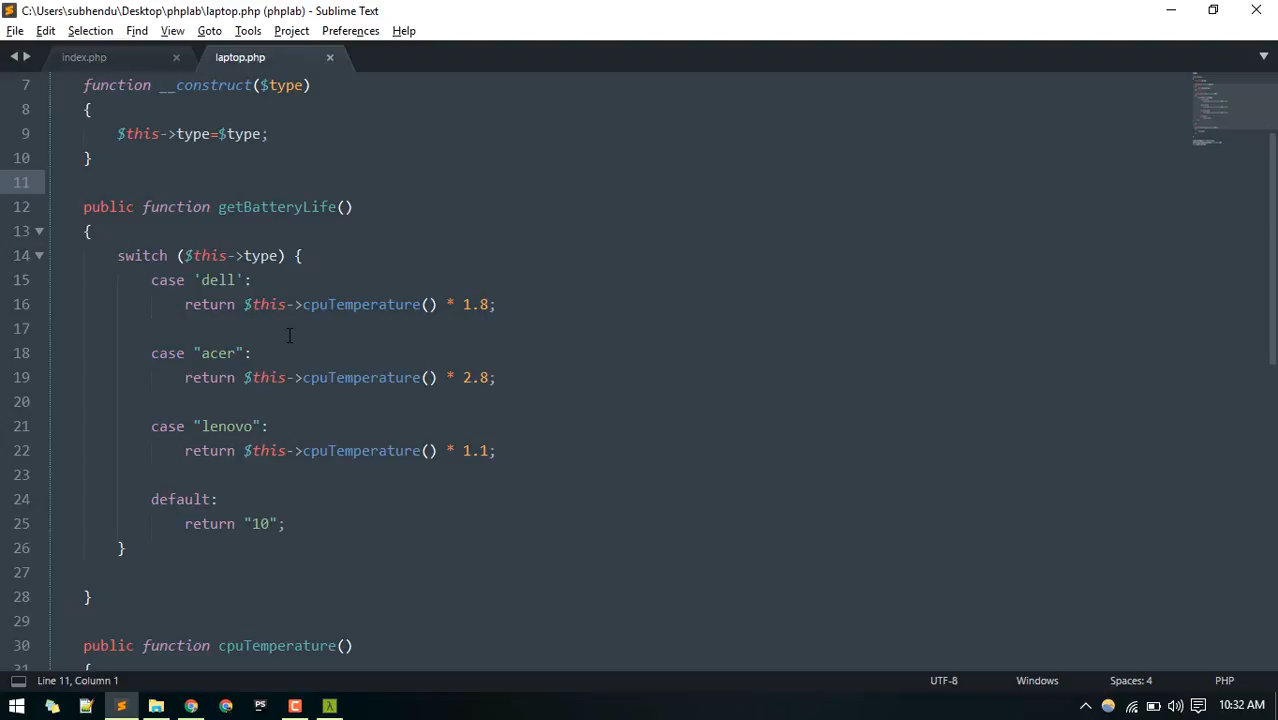 C:\Users\subhendu\Desktop\phplab\laptop.php (phplab) - Sublime Text
File Edit Selection Find View Goto Tools Project Preferences Help
index.php laptop.php
7 function __construct($type)
8 {
9 $this->type=$type;
10 }
11
12 public function getBatteryLife()
13 {
14 switch ($this->type) {
15 case 'dell':
16 return $this->cpuTemperature() * 1.8;
17
18 case "acer":
19 return $this->cpuTemperature() * 2.8;
20
21 case "lenovo":
22 return $this->cpuTemperature() * 1.1;
23
24 default:
25 return "10";
26 }
27
28 }
29
30 public function cpuTemperature()
31 {
Line 11, Column 1 UTF-8 Windows Spaces: 4 PHP
PS 10:32 AM